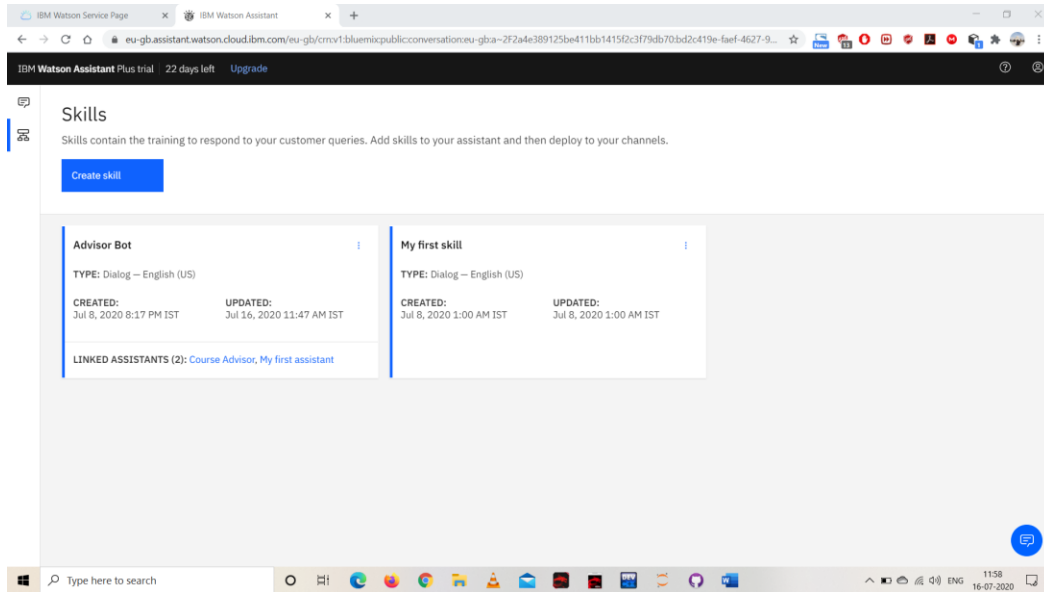 IBM Watson Service Page
IBM Watson Assistant
eu-gb.assistant.watson.cloud.ibm.com/eu-gb/crn:v1:bluemix:public:conversation:eu-gb:a~2F2a4e389125be411bb1415f2c3f79db70:bd2c419e-faef-4627-9...
New
IBM Watson Assistant Plus trial 22 days left Upgrade
Skills
Skills contain the training to respond to your customer queries. Add skills to your assistant and then deploy to your channels.
Create skill
Advisor Bot
TYPE: Dialog — English (US)
CREATED: UPDATED:
Jul 8, 2020 8:17 PM IST Jul 16, 2020 11:47 AM IST
LINKED ASSISTANTS (2): Course Advisor, My first assistant
My first skill
TYPE: Dialog — English (US)
CREATED: UPDATED:
Jul 8, 2020 1:00 AM IST Jul 8, 2020 1:00 AM IST
Type here to search
ENG
11:58
16-07-2020